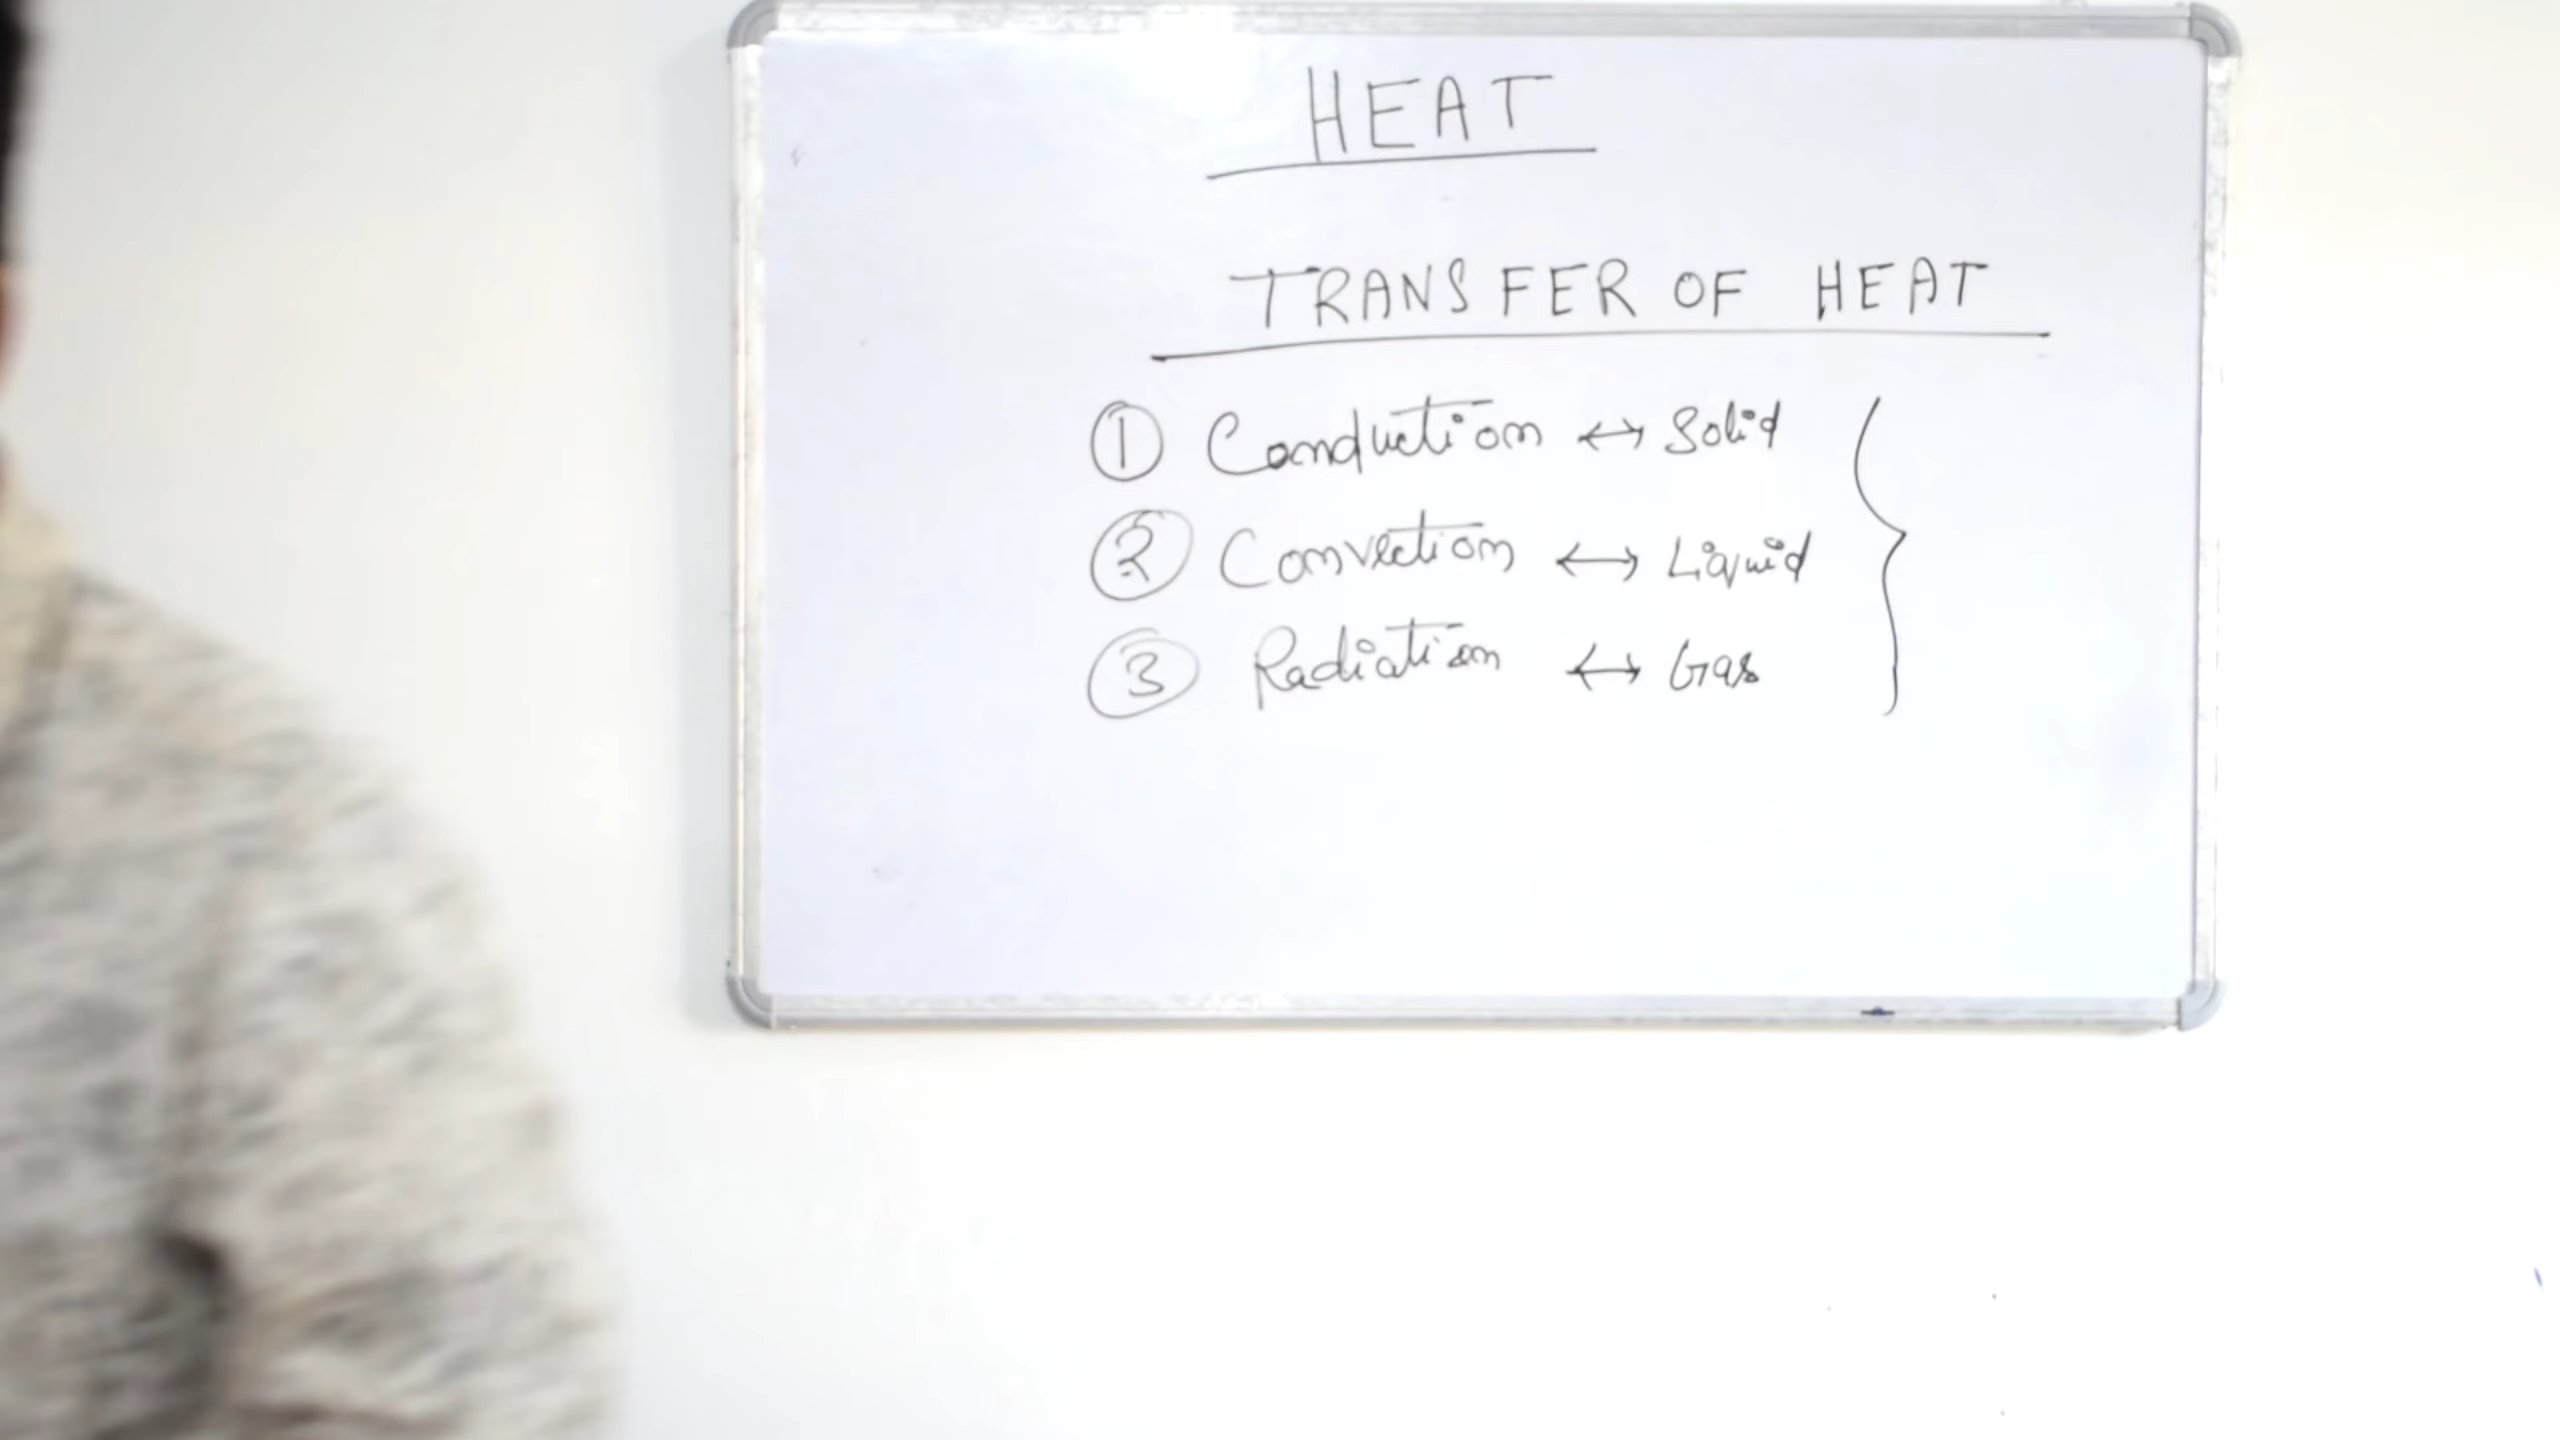 HEAT
TRANSFER OF HEAT
① Conduction ↔ Solid
② Convection ↔ Liquid
③ Radiation ↔ Gas